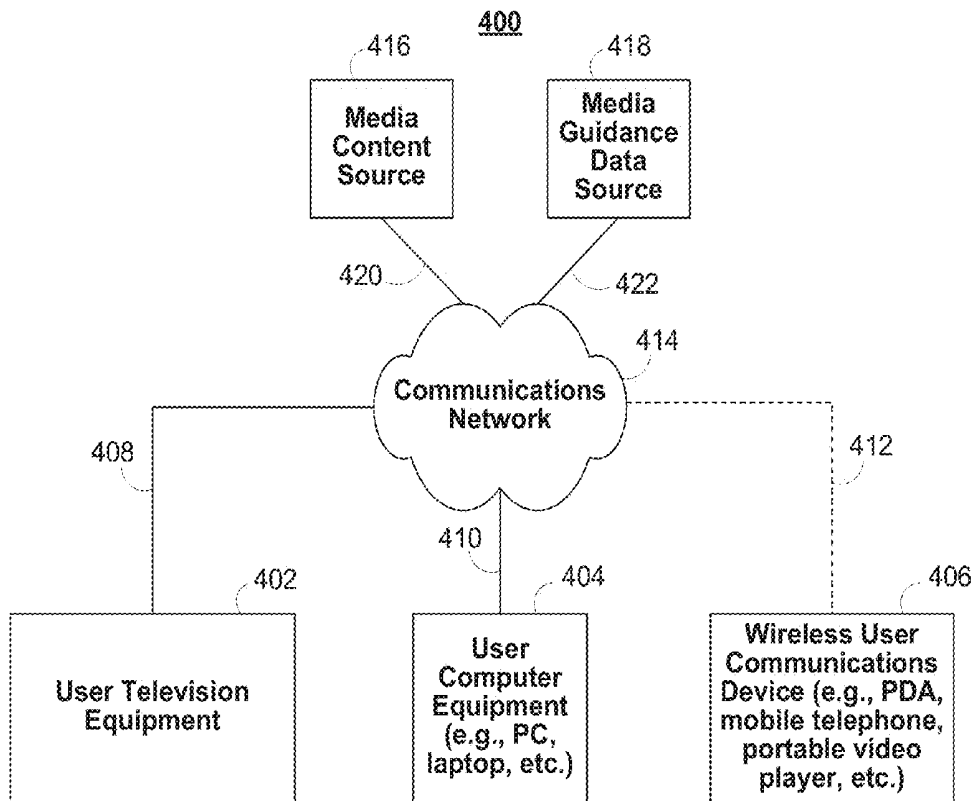 400
416
418
Media
Content
Source
Media
Guidance
Data
Source
420
422
414
Communications
Network
408
412
410
402
404
406
User Television
Equipment
User
Computer
Equipment
(e.g., PC,
laptop, etc.)
Wireless User
Communications
Device (e.g., PDA,
mobile telephone,
portable video
player, etc.)